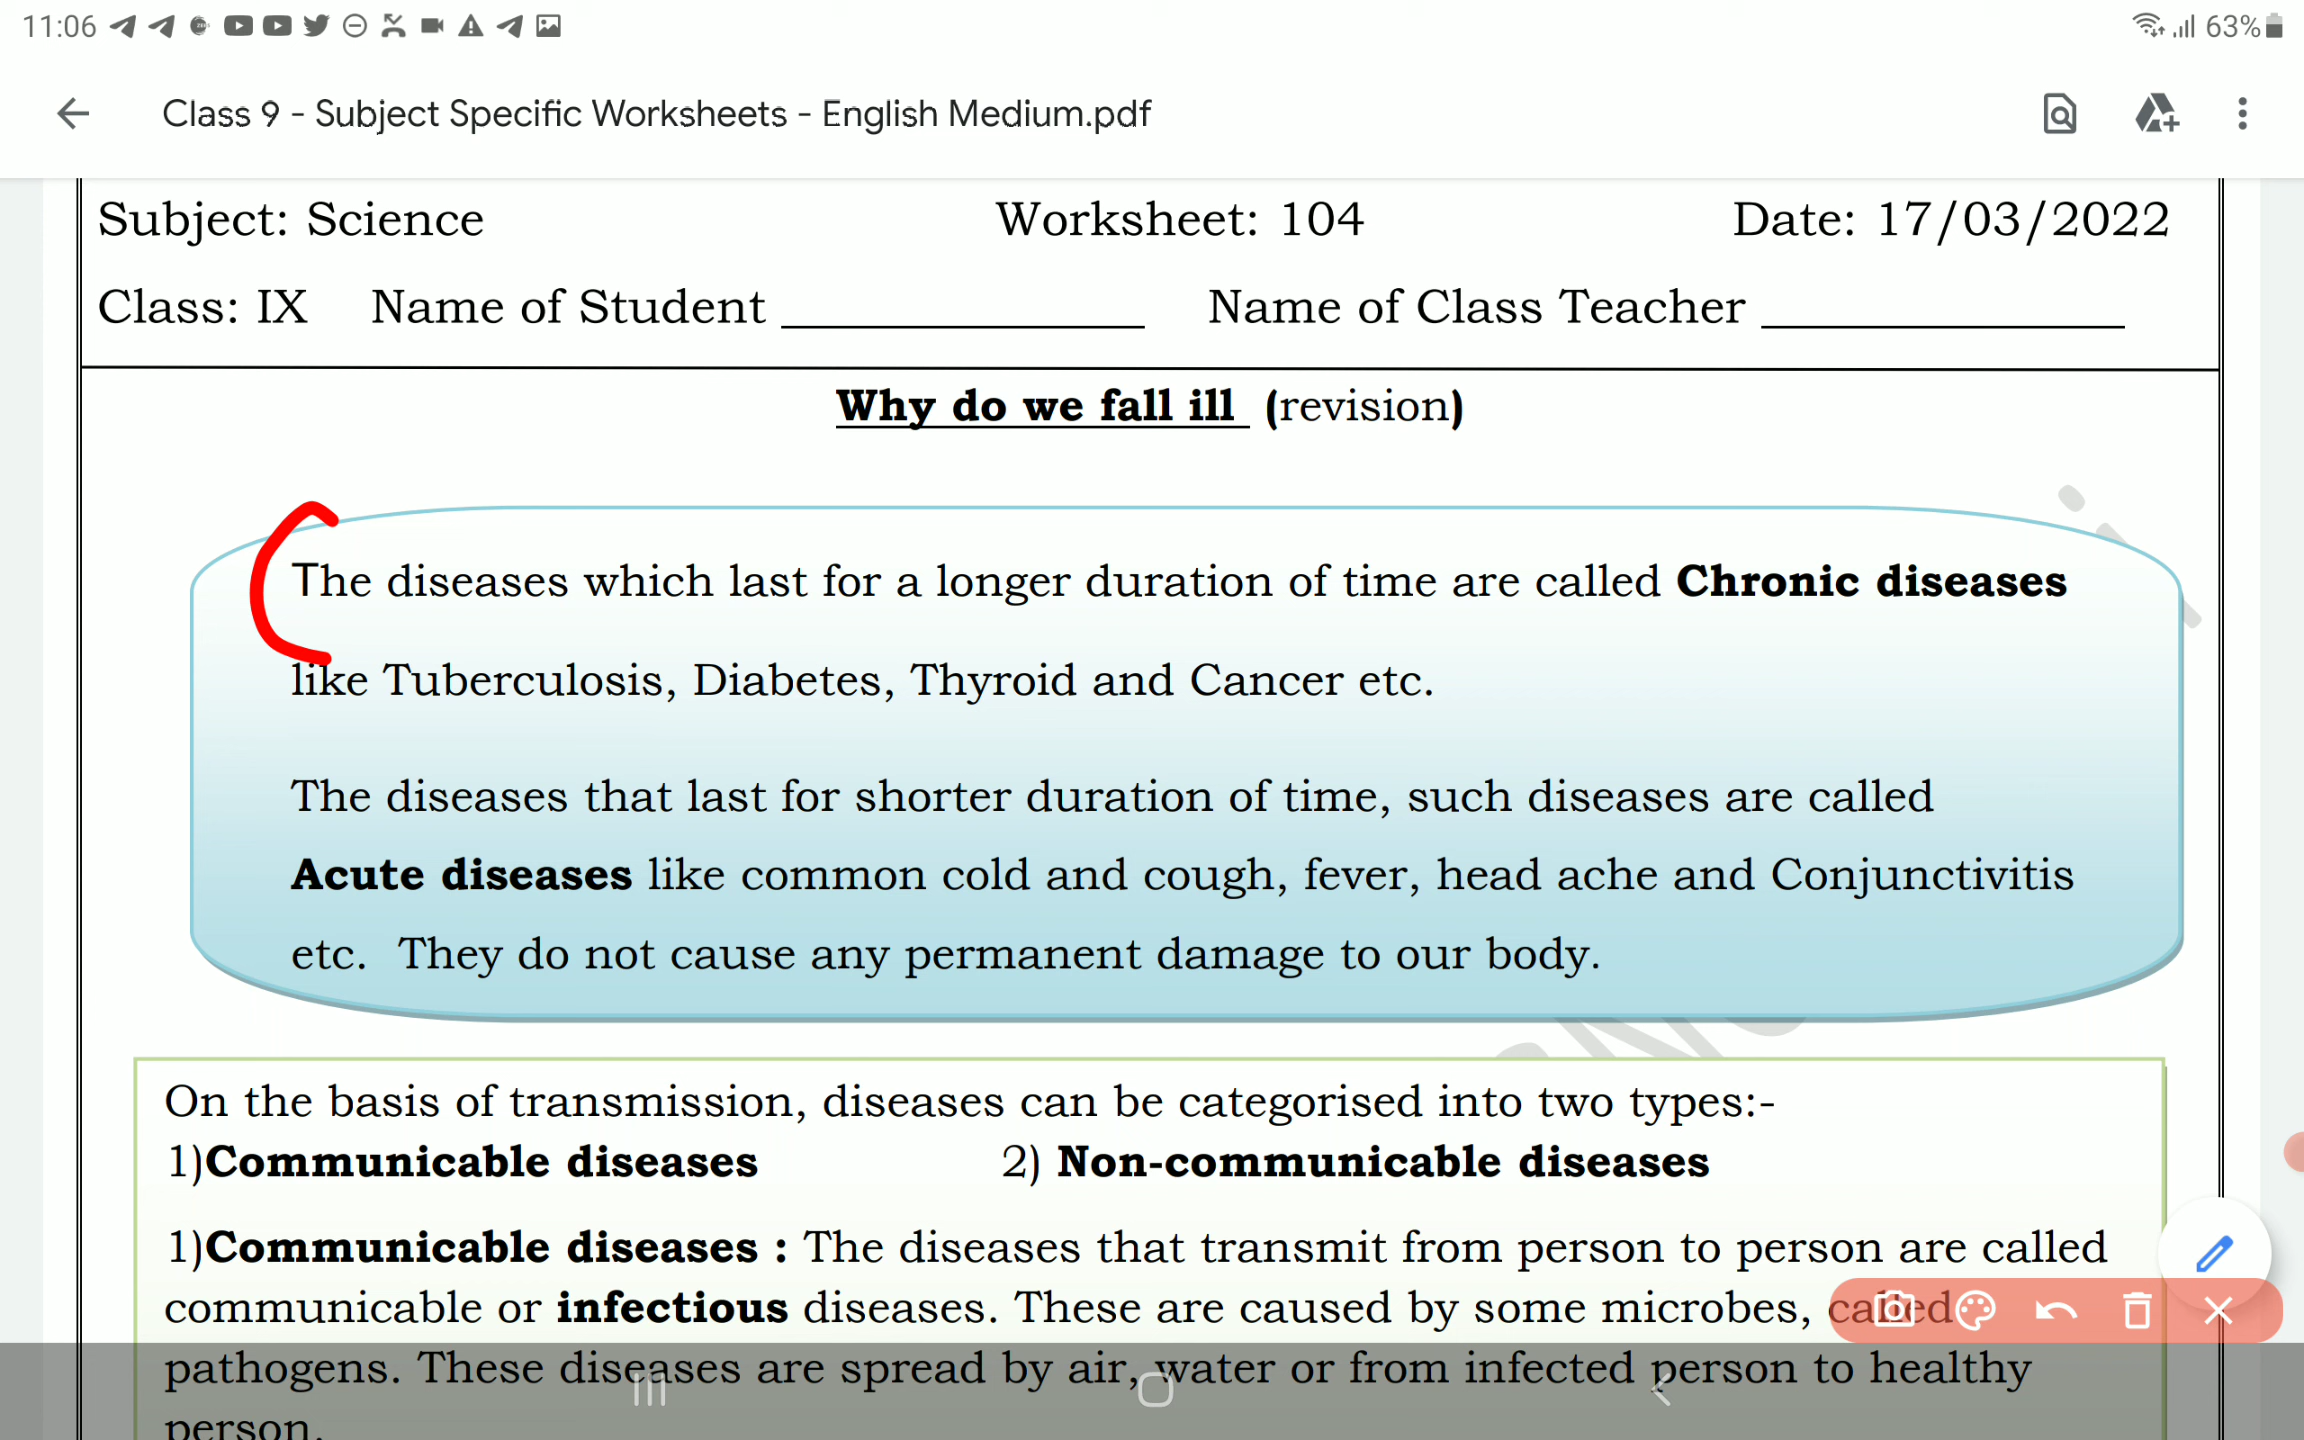 11:06
63%
Class 9 - Subject Specific Worksheets - English Medium.pdf
Subject: Science Worksheet: 104 Date: 17/03/2022
Class: IX Name of Student ______________ Name of Class Teacher ______________
Why do we fall ill (revision)
The diseases which last for a longer duration of time are called Chronic diseases
like Tuberculosis, Diabetes, Thyroid and Cancer etc.
The diseases that last for shorter duration of time, such diseases are called
Acute diseases like common cold and cough, fever, head ache and Conjunctivitis
etc. They do not cause any permanent damage to our body.
On the basis of transmission, diseases can be categorised into two types:-
1)Communicable diseases 2) Non-communicable diseases
1)Communicable diseases : The diseases that transmit from person to person are called
communicable or infectious diseases. These are caused by some microbes, called
pathogens. These diseases are spread by air, water or from infected person to healthy
person.